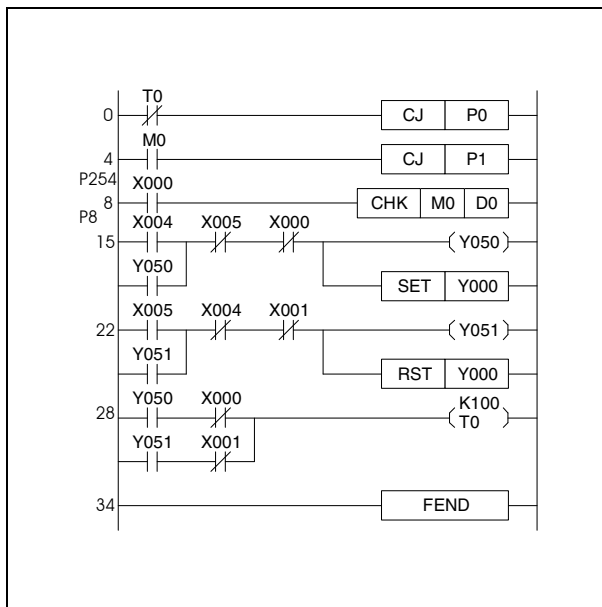 T0
0 CJ P0
M0
4 CJ P1
P254 X000
8 CHK M0 D0
P8 X004 X005 X000
15 Y050
Y050
SET Y000
X005 X004 X001
22 Y051
Y051
RST Y000
Y050 X000 K100
28 T0
Y051 X001
34 FEND